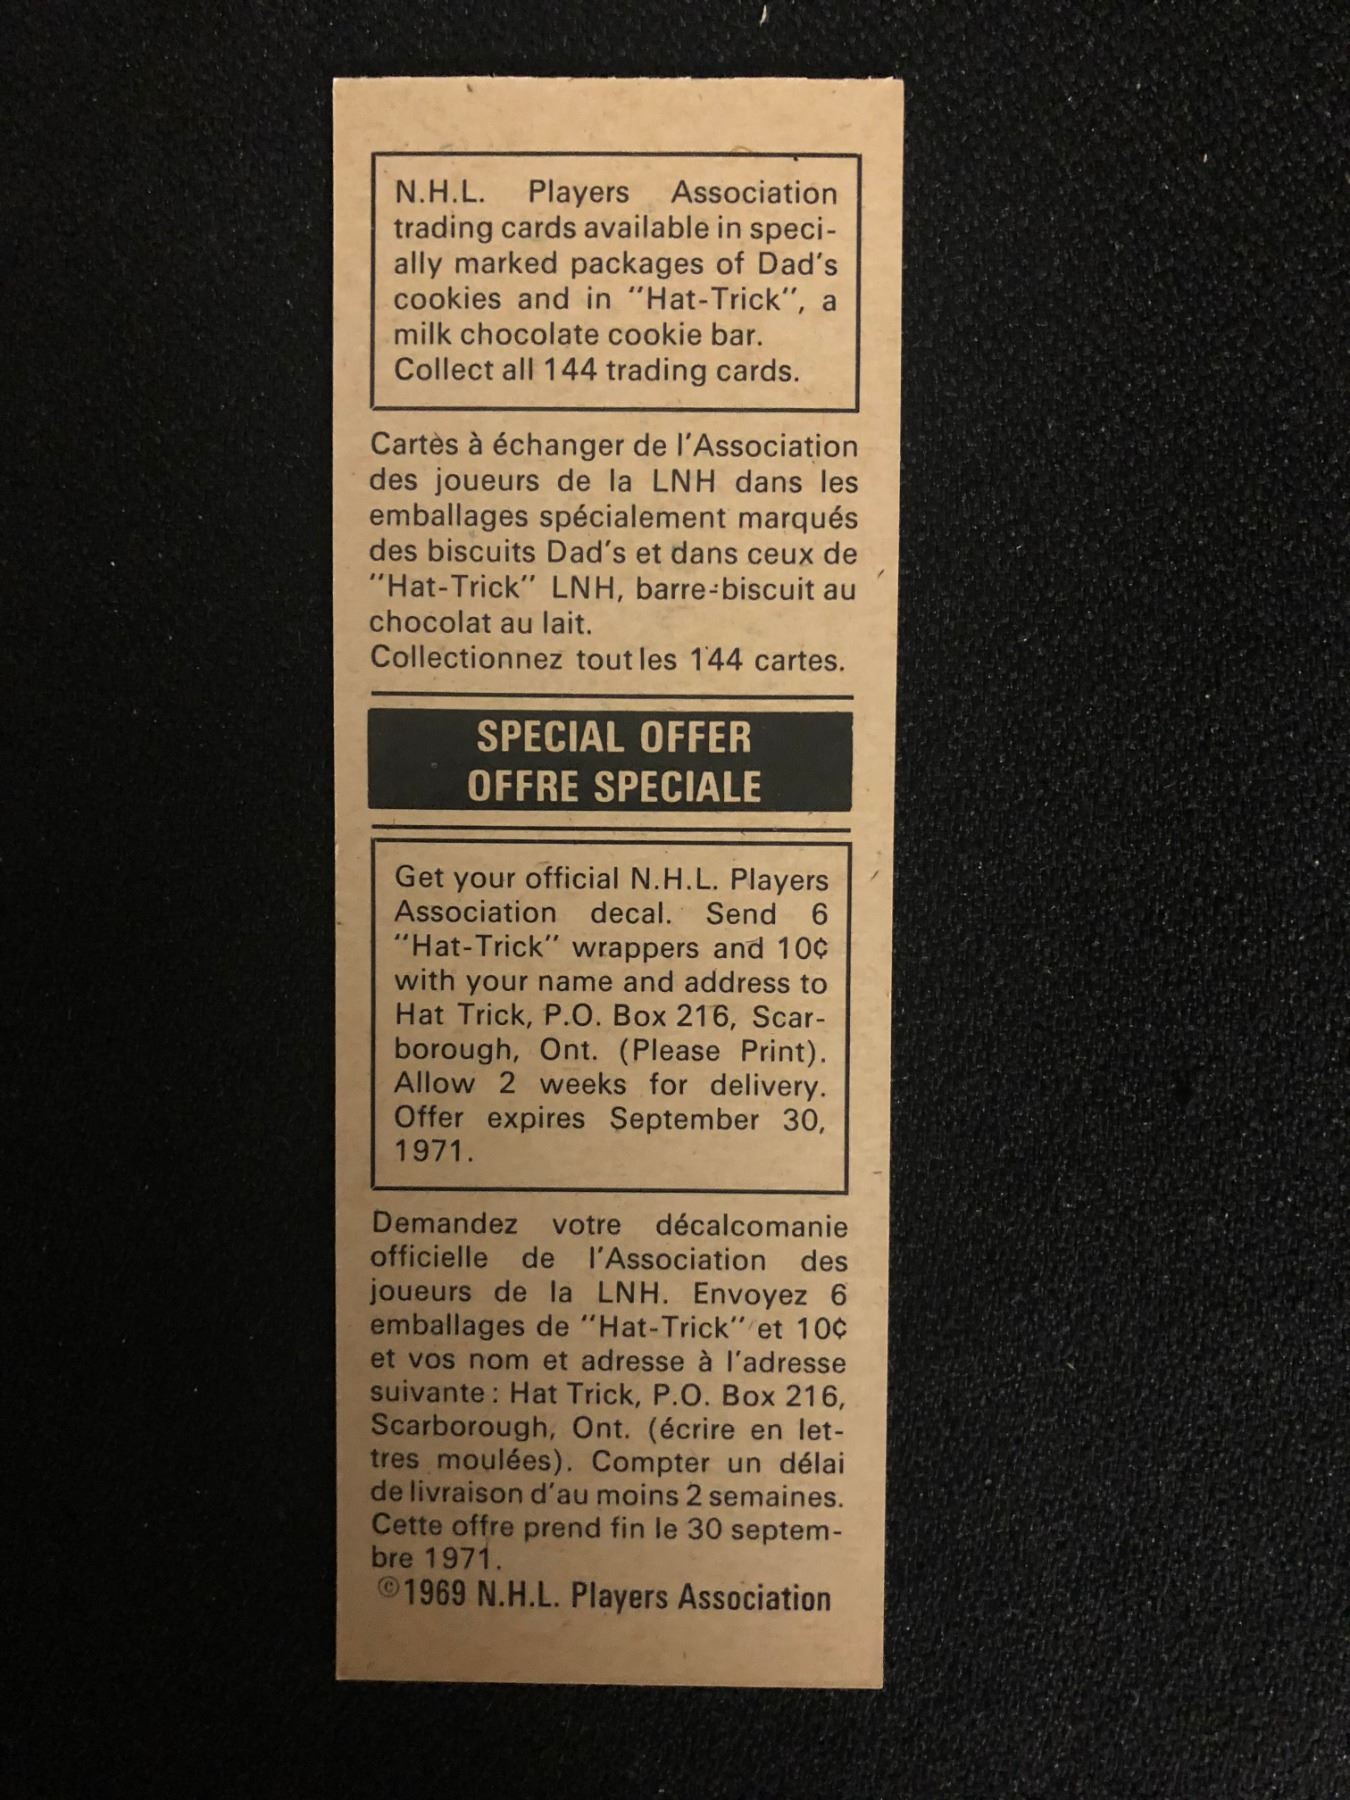 N.H.L. Players Association
trading cards available in speci-
ally marked packages of Dad's
cookies and in "Hat-Trick", a
milk chocolate cookie bar.
Collect all 144 trading cards.
Cartès à échanger de l'Association
des joueurs de la LNH dans les
emballages spécialement marqués
des biscuits Dad's et dans ceux de
"Hat-Trick" LNH, barre-biscuit au
chocolat au lait.
Collectionnez tout les 144 cartes.
SPECIAL OFFER
OFFRE SPECIALE
Get your official N.H.L. Players
Association decal. Send 6
"Hat-Trick" wrappers and 10¢
with your name and address to
Hat Trick, P.O. Box 216, Scar-
borough, Ont. (Please Print).
Allow 2 weeks for delivery.
Offer expires September 30,
1971.
Demandez votre décalcomanie
officielle de l'Association des
joueurs de la LNH. Envoyez 6
emballages de "Hat-Trick" et 10¢
et vos nom et adresse à l'adresse
suivante : Hat Trick, P.O. Box 216,
Scarborough, Ont. (écrire en let-
tres moulées). Compter un délai
de livraison d'au moins 2 semaines.
Cette offre prend fin le 30 septem-
bre 1971.
©1969 N.H.L. Players Association